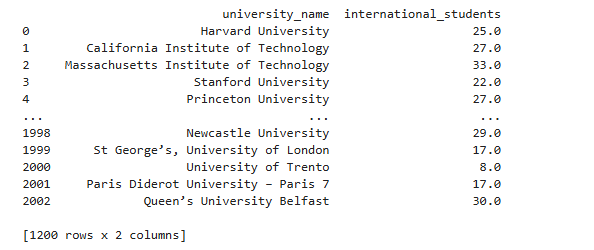 university_name international_students
0 Harvard University 25.0
1 California Institute of Technology 27.0
2 Massachusetts Institute of Technology 33.0
3 Stanford University 22.0
4 Princeton University 27.0
... ... ...
1998 Newcastle University 29.0
1999 St George’s, University of London 17.0
2000 University of Trento 8.0
2001 Paris Diderot University – Paris 7 17.0
2002 Queen’s University Belfast 30.0
[1200 rows x 2 columns]